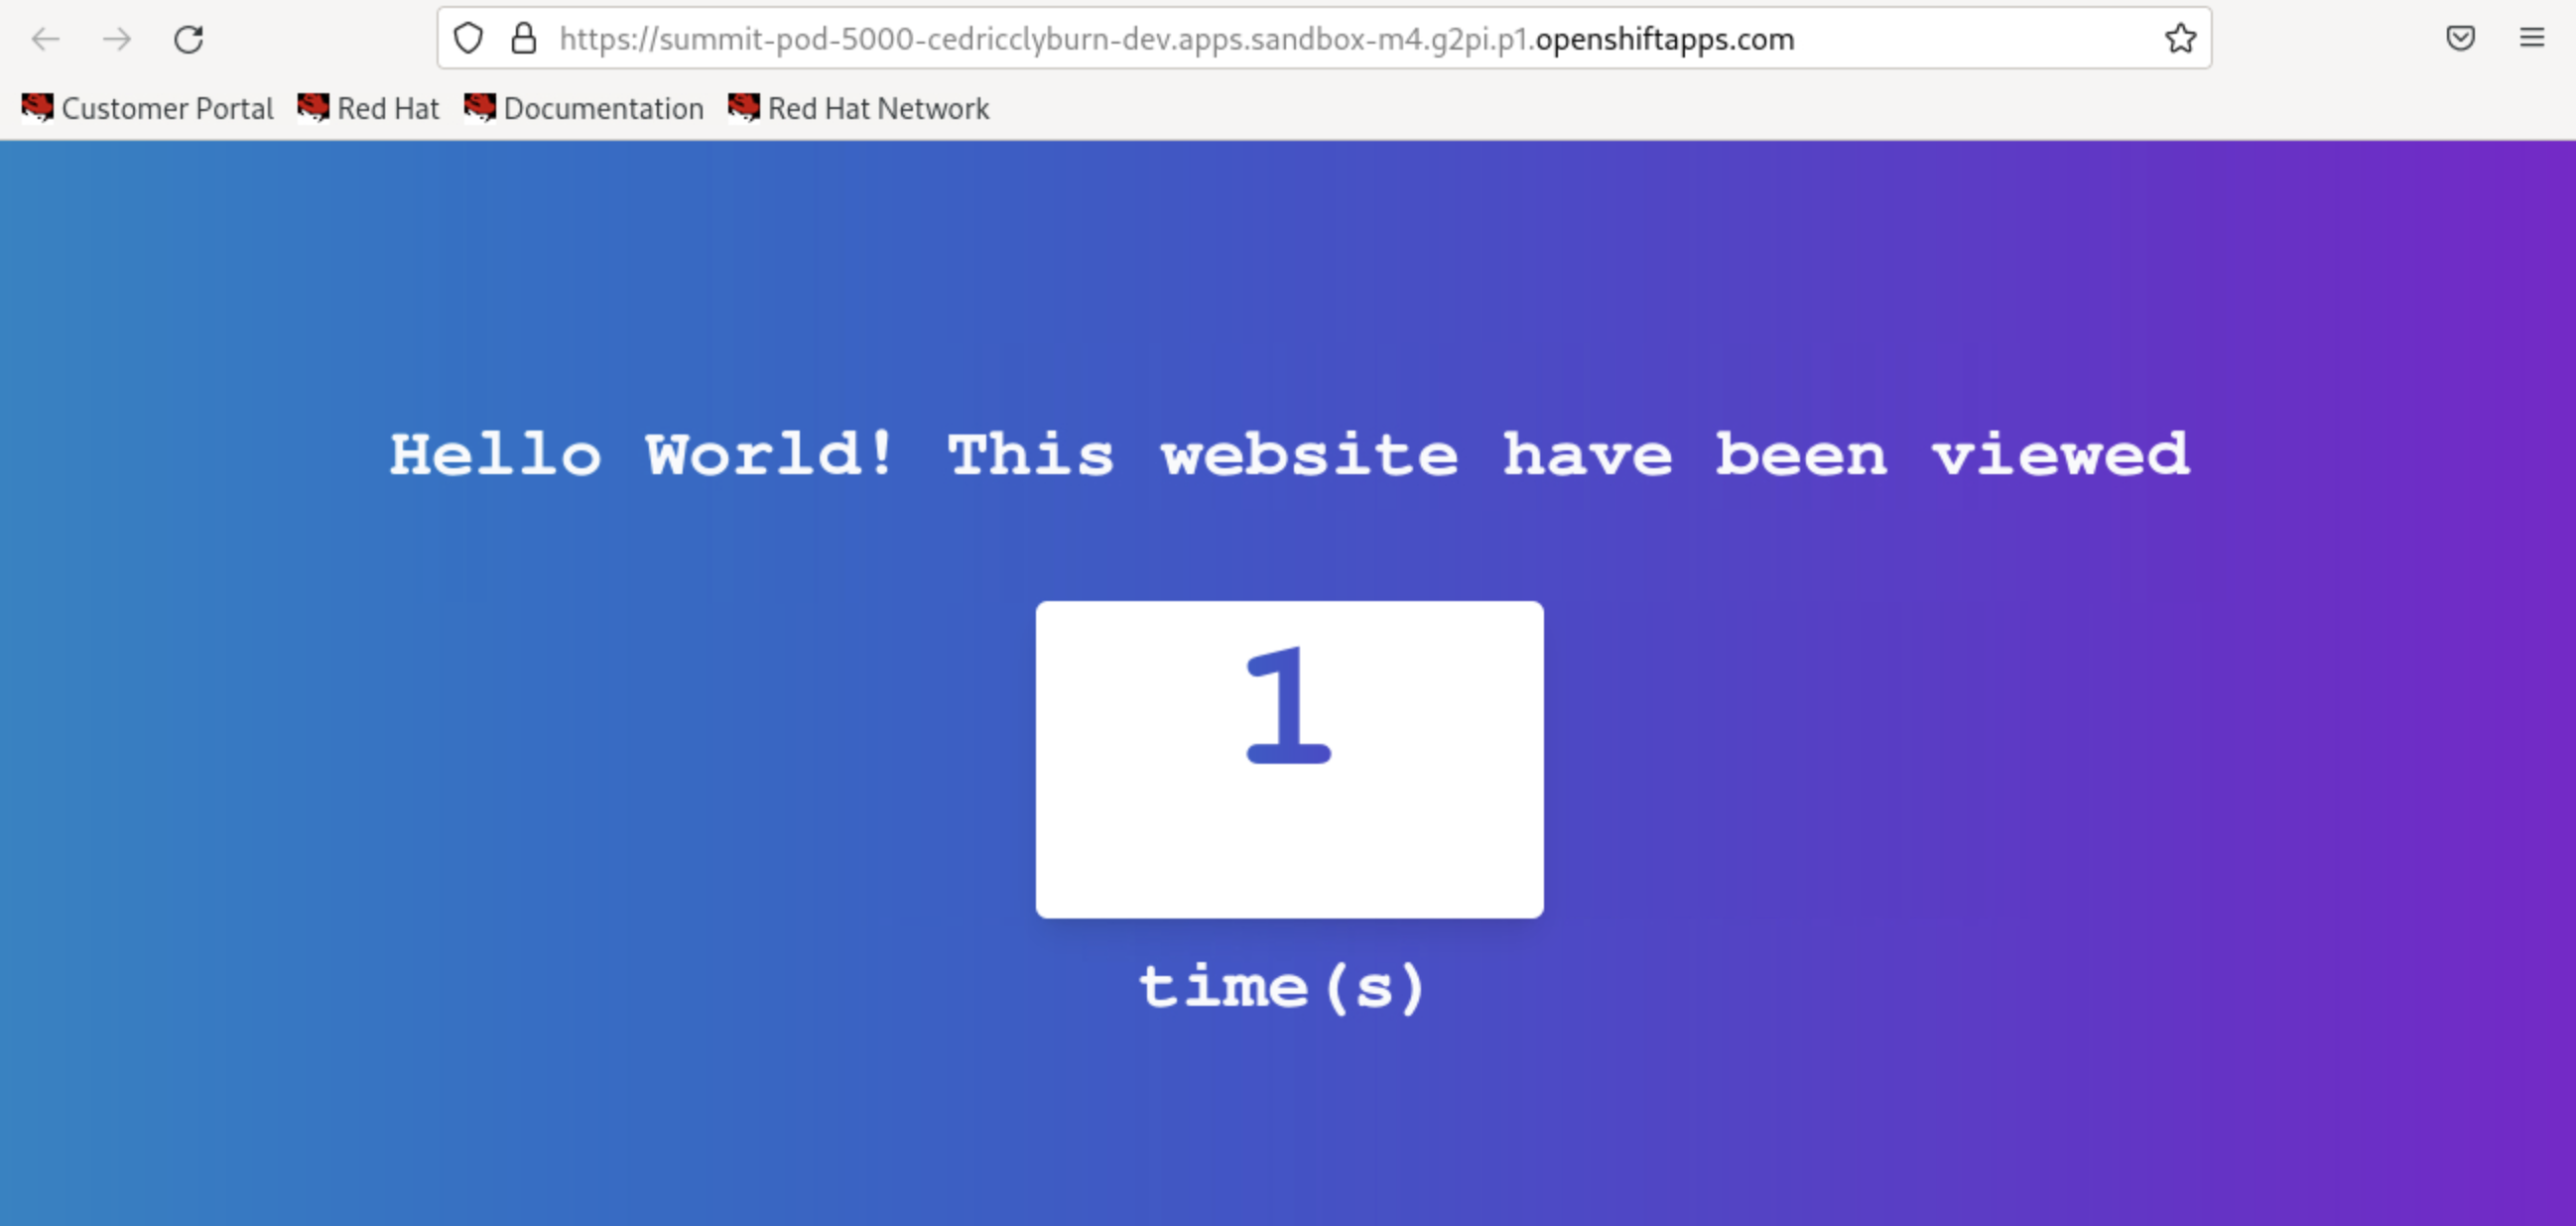 https://summit-pod-5000-cedricclyburn-dev.apps.sandbox-m4.g2pi.p1.openshiftapps.com
Customer Portal Red Hat Documentation Red Hat Network
Hello World! This website have been viewed
1
time(s)